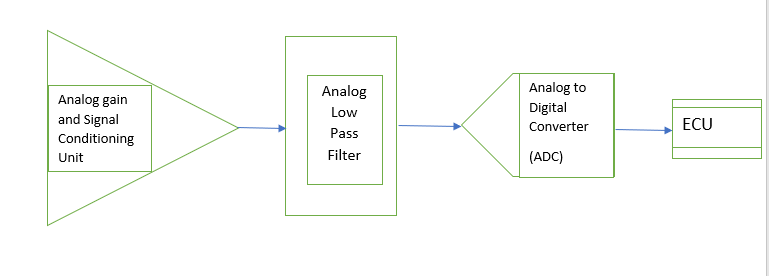 Analog gain
and Signal
Conditioning
Unit
Analog
Low
Pass
Filter
Analog to
Digital
Converter
(ADC)
ECU